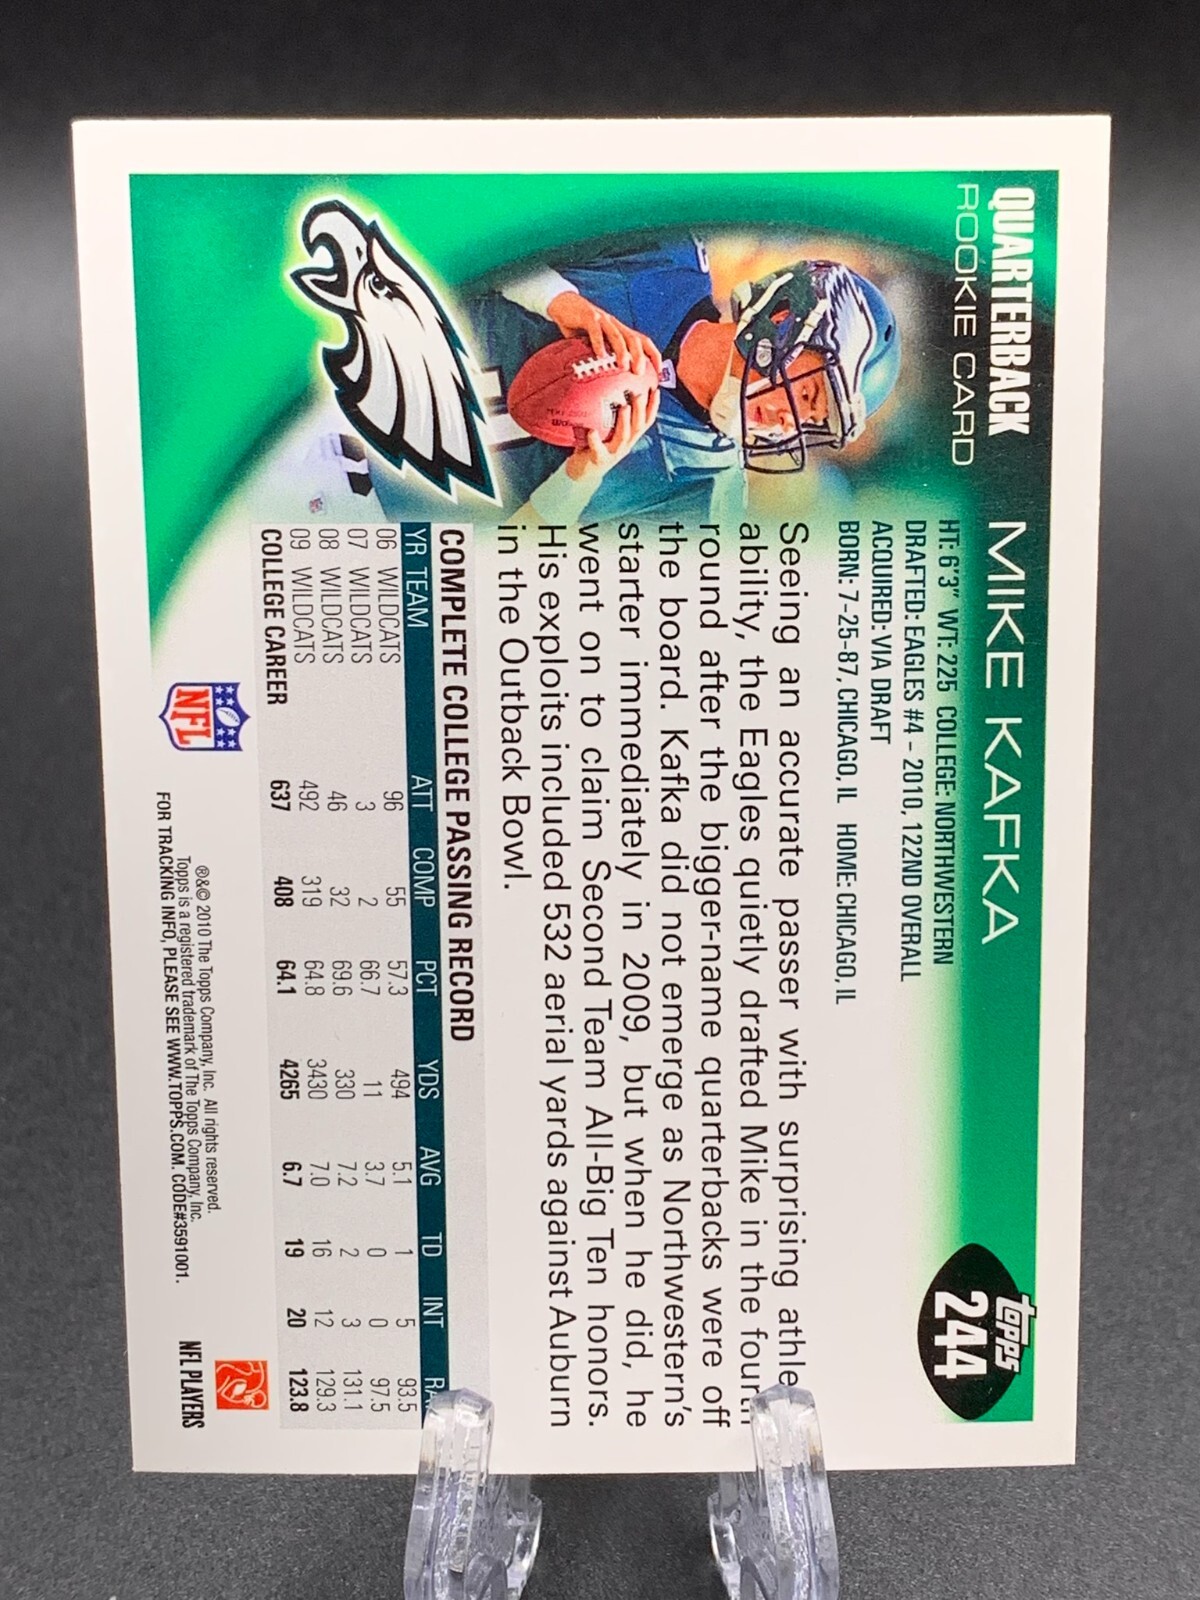 QUARTERBACK MIKE KAFKA
ROOKIE CARD
topps
244
HT: 6'3" WT: 225 COLLEGE: NORTHWESTERN
DRAFTED: EAGLES #4 - 2010, 122ND OVERALL
ACQUIRED: VIA DRAFT
BORN: 7-25-87, CHICAGO, IL HOME: CHICAGO, IL
Seeing an accurate passer with surprising
ability, the Eagles quietly drafted Mike in the fourth
round after the bigger-name quarterbacks were off
the board. Kafka did not emerge as Northwestern's
starter immediately in 2009, but when he did, he
went on to claim Second Team All-Big Ten honors.
His exploits included 532 aerial yards against Auburn
in the Outback Bowl.
COMPLETE COLLEGE PASSING RECORD
YR TEAM ATT COMP PCT YDS AVG TD INT
06 WILDCATS 96 55 57.3 494 5.1 1 5 93.5
07 WILDCATS 3 2 66.7 11 3.7 0 0 97.5
08 WILDCATS 46 32 69.6 330 7.2 2 3 131.1
09 WILDCATS 492 319 64.8 3430 7.0 16 12 129.3
COLLEGE CAREER 637 408 64.1 4265 6.7 19 20 123.8
NFL
®&© 2010 The Topps Company, Inc. All rights reserved.
Topps is a registered trademark of The Topps Company, Inc.
FOR TRACKING INFO, PLEASE SEE WWW.TOPPS.COM. CODE#3591001.
NFL PLAYERS